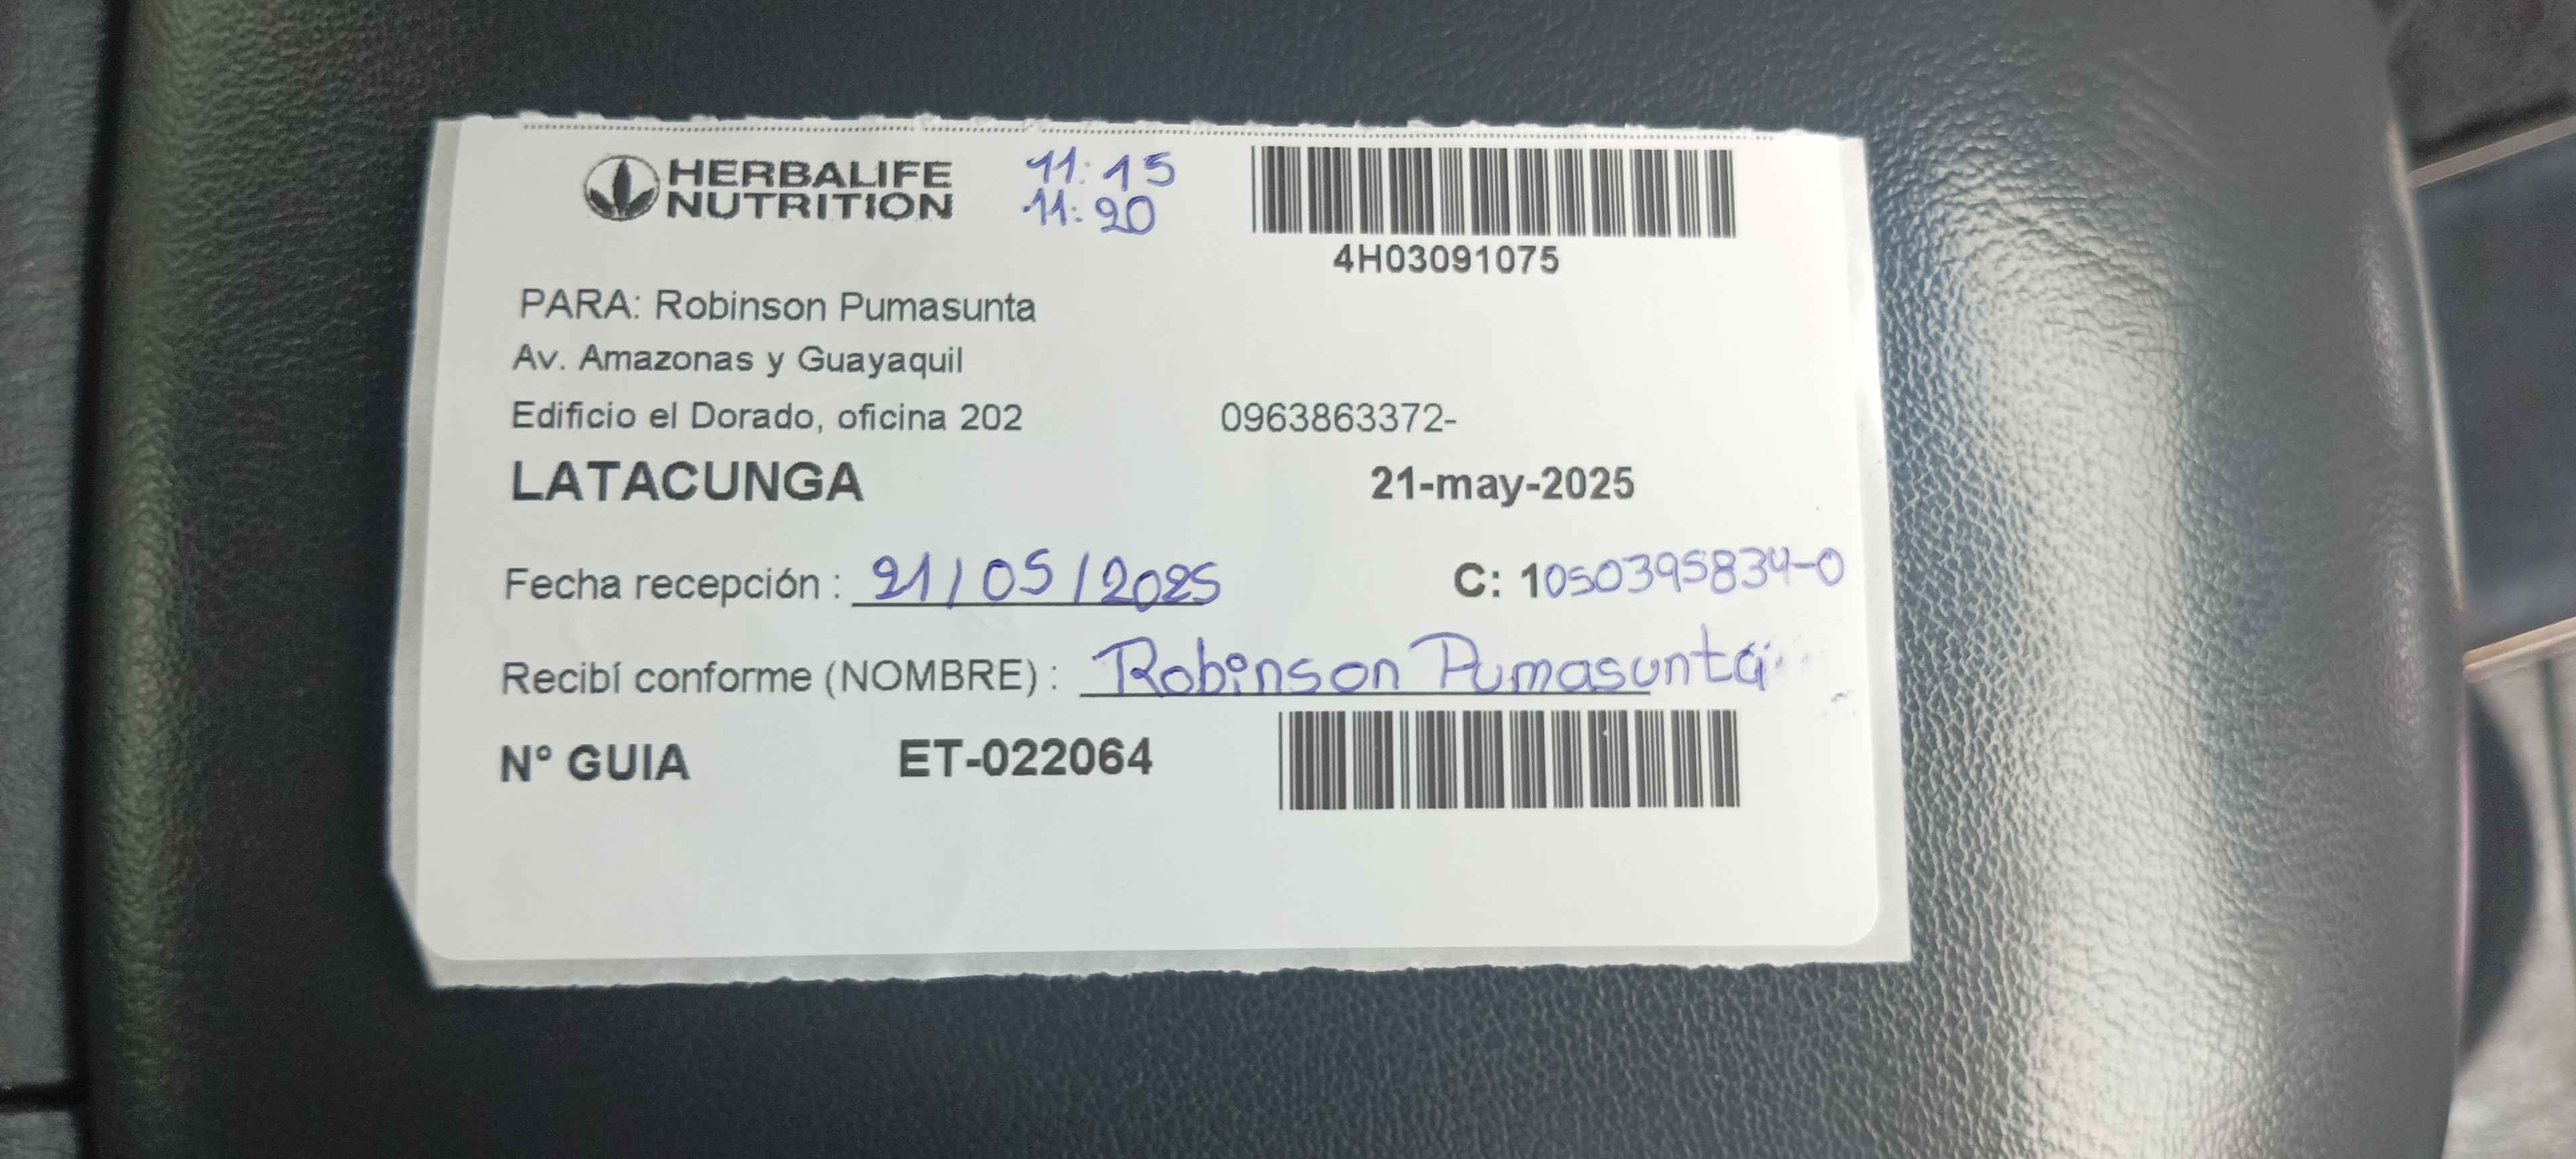 HERBALIFE
NUTRITION
11:15
11:20
4H03091075
PARA: Robinson Pumasunta
Av. Amazonas y Guayaquil
Edificio el Dorado, oficina 202 0963863372-
LATACUNGA 21-may-2025
Fecha recepción : 21/05/2025 C: 1050395834-0
Recibí conforme (NOMBRE) : Robinson Pumasunta
N° GUIA ET-022064